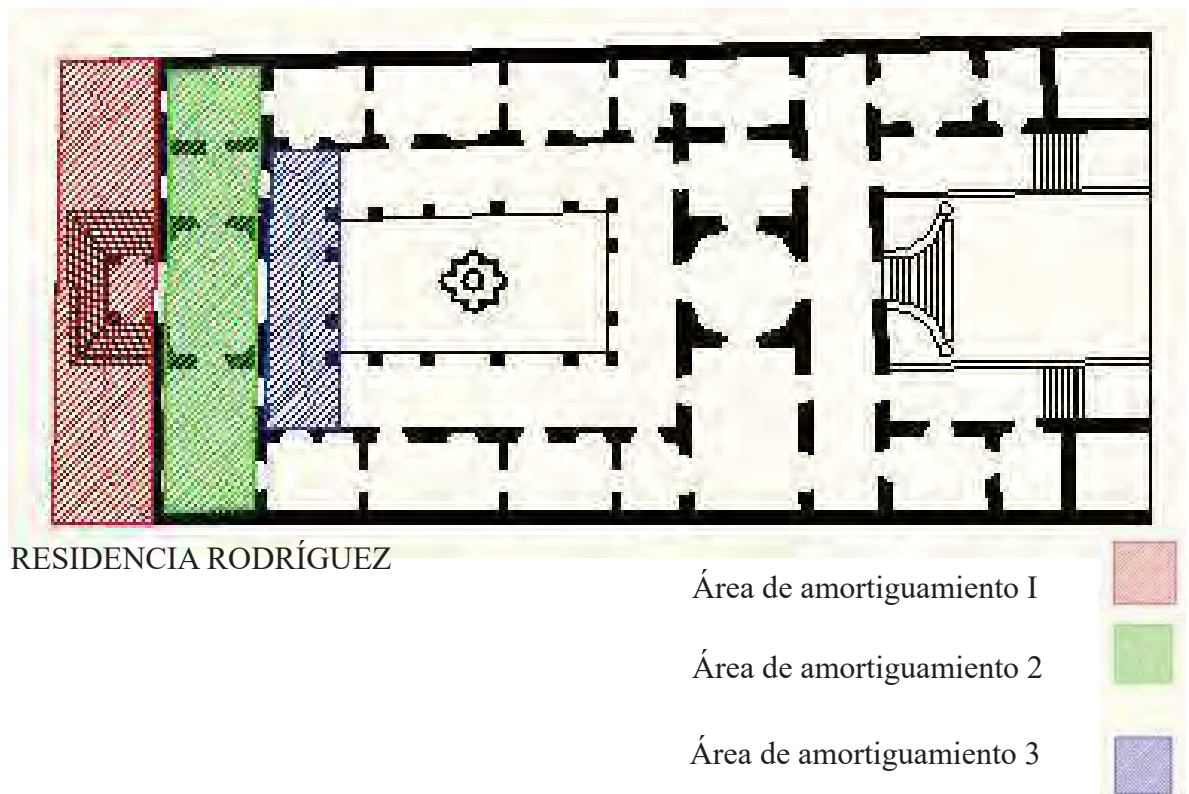 RESIDENCIA RODRÍGUEZ
Área de amortiguamiento I
Área de amortiguamiento 2
Área de amortiguamiento 3